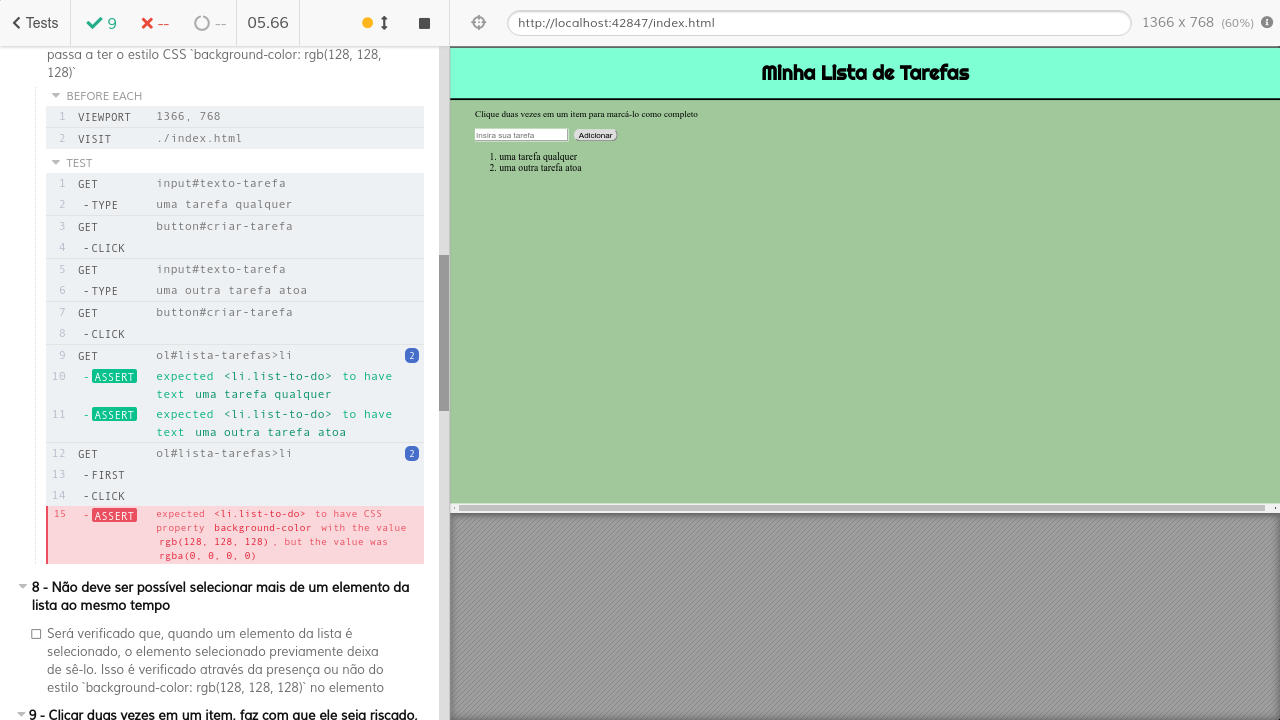 Tests
9
--
--
05.66
http://localhost:42847/index.html
1366 x 768 (60%)
passa a ter o estilo CSS `background-color: rgb(128, 128,
128)`
BEFORE EACH
1 VIEWPORT 1366, 768
2 VISIT ./index.html
TEST
1 GET input#texto-tarefa
2 -TYPE uma tarefa qualquer
3 GET button#criar-tarefa
4 -CLICK
5 GET input#texto-tarefa
6 -TYPE uma outra tarefa atoa
7 GET button#criar-tarefa
8 -CLICK
9 GET ol#lista-tarefas>li 2
10 -ASSERT expected <li.list-to-do> to have
text uma tarefa qualquer
11 -ASSERT expected <li.list-to-do> to have
text uma outra tarefa atoa
12 GET ol#lista-tarefas>li 2
13 -FIRST
14 -CLICK
15 -ASSERT expected <li.list-to-do> to have CSS
property background-color with the value
rgb(128, 128, 128), but the value was
rgba(0, 0, 0, 0)
8 - Não deve ser possível selecionar mais de um elemento da
lista ao mesmo tempo
Será verificado que, quando um elemento da lista é
selecionado, o elemento selecionado previamente deixa
de sê-lo. Isso é verificado através da presença ou não do
estilo `background-color: rgb(128, 128, 128)` no elemento
9 - Clicar duas vezes em um item, faz com que ele seja riscado,
Minha Lista de Tarefas
Clique duas vezes em um item para marcá-lo como completo
Insira sua tarefa Adicionar
1. uma tarefa qualquer
2. uma outra tarefa atoa